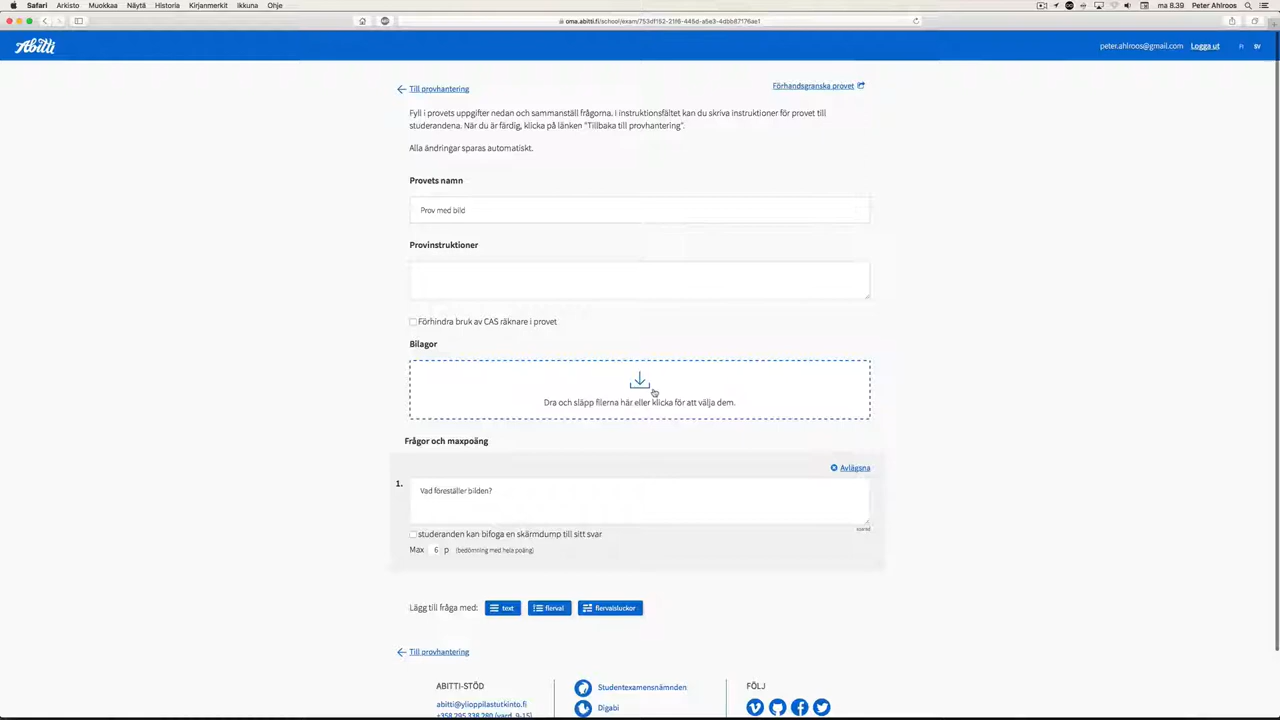 Safari Arkisto Muokkaa Näytä Historia Kirjanmerkit Ikkuna Ohje ma 8.39 Peter Ahlroos
oma.abitti.fi/school/exam/753df152-21f6-445d-a5e3-4dbb87176ae1
Abitti peter.ahlroos@gmail.com Logga ut FI SV
Till provhantering Förhandsgranska provet
Fyll i provets uppgifter nedan och sammanställ frågorna. I instruktionsfältet kan du skriva instruktioner för provet till
studerandena. När du är färdig, klicka på länken "Tillbaka till provhantering".
Alla ändringar sparas automatiskt.
Provets namn
Prov med bild
Provinstruktioner
Förhindra bruk av CAS räknare i provet
Bilagor
Dra och släpp filerna här eller klicka för att välja dem.
Frågor och maxpoäng
Avlägsna
1.
Vad föreställer bilden?
studeranden kan bifoga en skärmdump till sitt svar
Max 6 p (bedömning med hela poäng)
Lägg till fråga med: text flerval flervalsluckor
Till provhantering
ABITTI-STÖD Studentexamensnämnden FÖLJ
abitti@ylioppilastutkinto.fi Digabi
+358 295 338 280 (vard. 9-15)